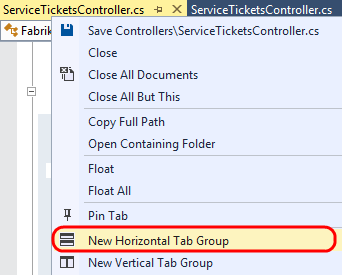 ServiceTicketsController.cs ServiceTicketsController.cs
Fabrik
Save Controllers\ServiceTicketsController.cs
Close
Close All Documents
Close All But This
Copy Full Path
Open Containing Folder
Float
Float All
Pin Tab
New Horizontal Tab Group
New Vertical Tab Group